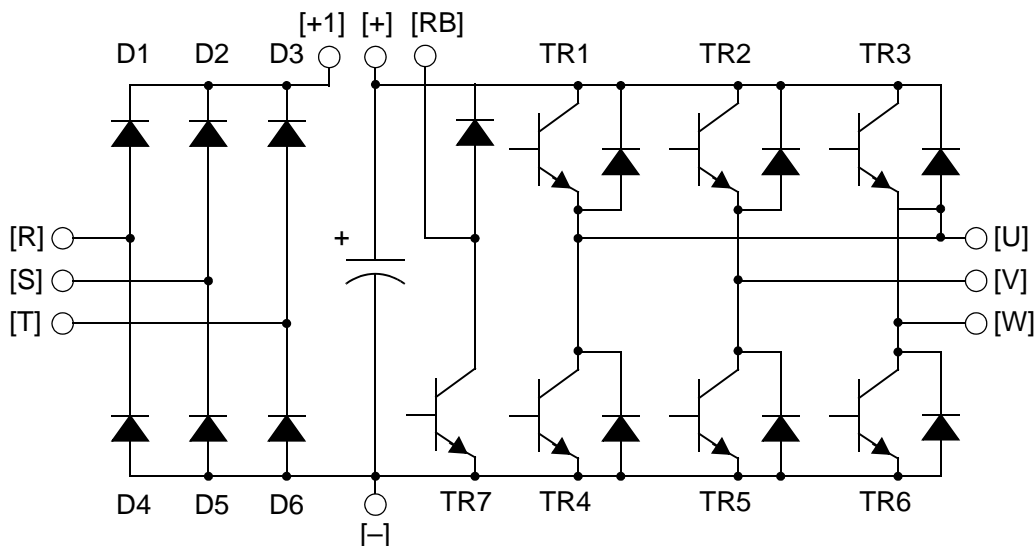 [+1] [+] [RB]
D1 D2 D3 TR1 TR2 TR3
[R] + [U]
[S] [V]
[T] [W]
D4 D5 D6 TR7 TR4 TR5 TR6
[–]